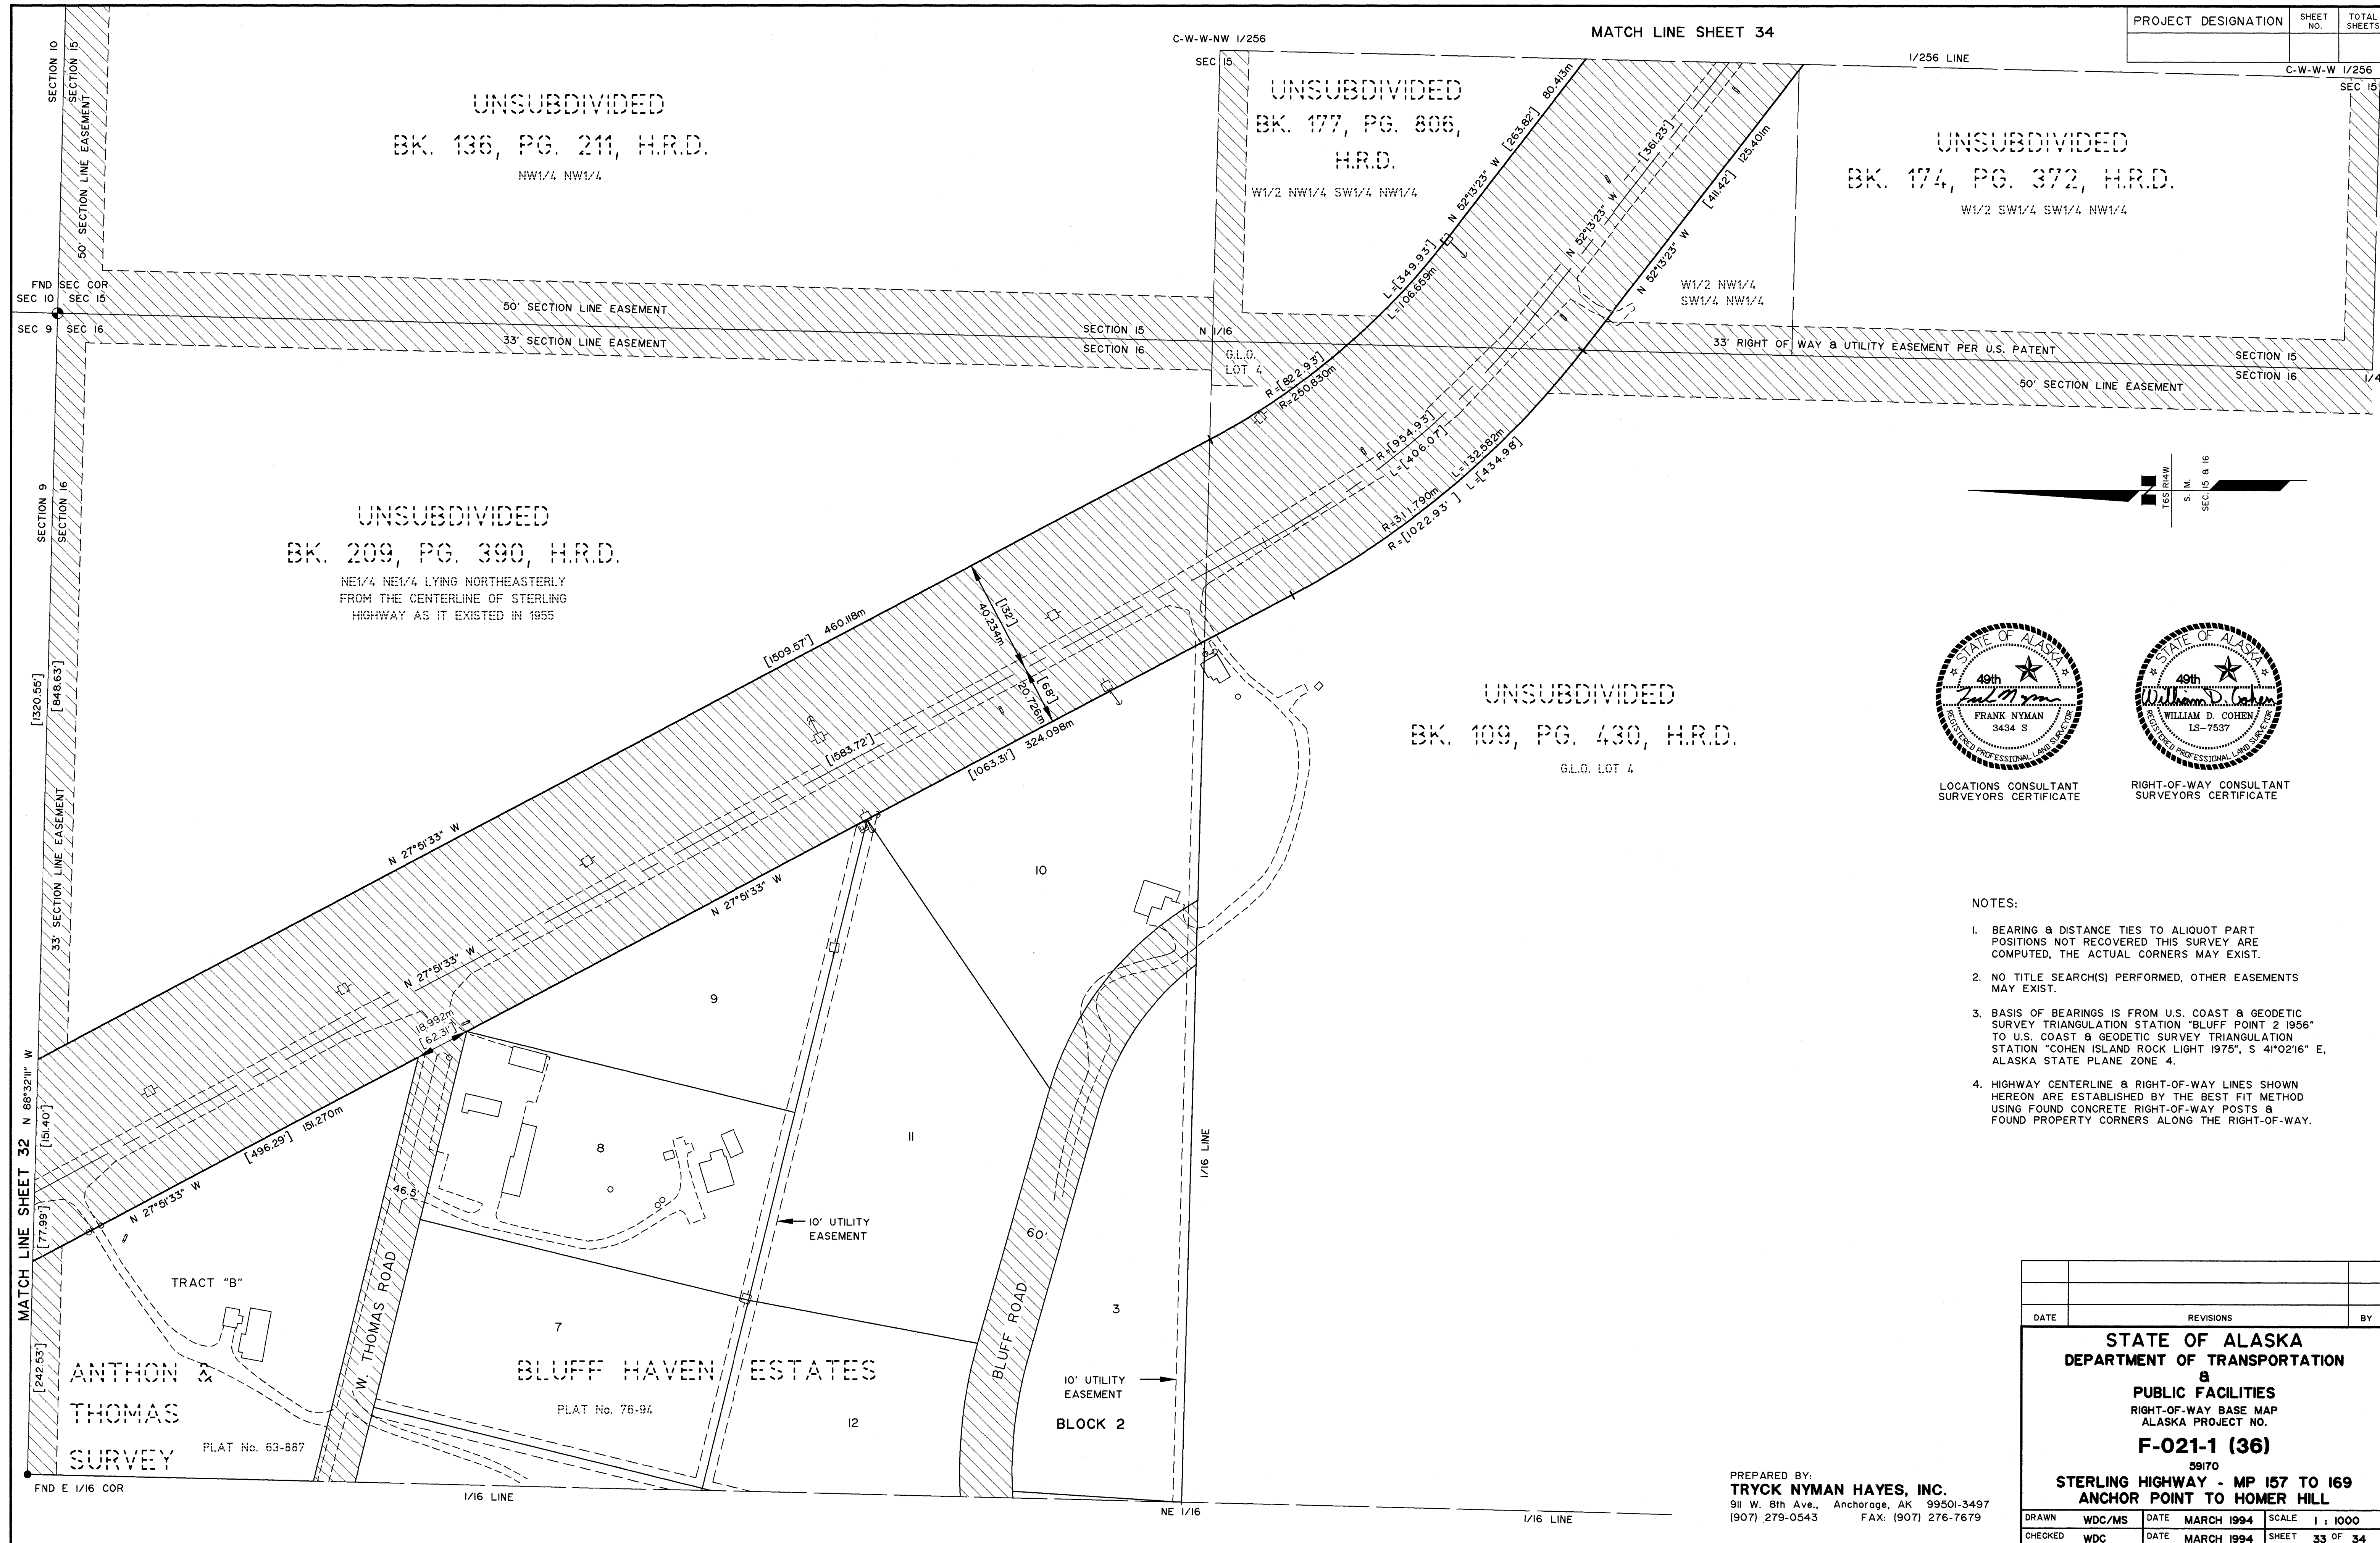 PROJECT DESIGNATION
SHEET NO.
TOTAL SHEETS
MATCH LINE SHEET 34
C-W-W-NW 1/256
SEC 15
1/256 LINE
C-W-W-W 1/256
SEC 15
SECTION 10
SECTION 15
50' SECTION LINE EASEMENT
UNSUBDIVIDED
BK. 136, PG. 211, H.R.D.
NW1/4 NW1/4
UNSUBDIVIDED
BK. 177, PG. 806,
H.R.D.
W1/2 NW1/4 SW1/4 NW1/4
UNSUBDIVIDED
BK. 174, PG. 372, H.R.D.
W1/2 SW1/4 SW1/4 NW1/4
N 52°13'23" W [263.82'] 80.413m
[361.23']
N 52°13'23" W
N 52°13'23" W [411.42'] 125.401m
L=[349.93']
L=106.659m
W1/2 NW1/4
SW1/4 NW1/4
FND SEC COR
SEC 10 SEC 15
SEC 9 SEC 16
50' SECTION LINE EASEMENT
33' SECTION LINE EASEMENT
SECTION 15
SECTION 16
N 1/16
G.L.O.
LOT 4
R=[822.93']
R=250.830m
33' RIGHT OF WAY & UTILITY EASEMENT PER U.S. PATENT
50' SECTION LINE EASEMENT
SECTION 15
SECTION 16
1/4
R=[954.93']
L=[406.07']
L=132.582m
L=[434.98']
R=311.790m
R=[1022.93']
N
T6S R14W
S. M.
SEC. 15 & 16
SECTION 9
SECTION 16
UNSUBDIVIDED
BK. 209, PG. 390, H.R.D.
NE1/4 NE1/4 LYING NORTHEASTERLY
FROM THE CENTERLINE OF STERLING
HIGHWAY AS IT EXISTED IN 1955
[1320.55']
[848.63']
33' SECTION LINE EASEMENT
N 27°51'33" W
[1509.57'] 460.118m
[132']
40.234m
[68']
20.726m
[1583.72']
[1063.31'] 324.098m
N 27°51'33" W
N 27°51'33" W
18.992m
[62.31']
[496.29'] 151.270m
N 27°51'33" W
UNSUBDIVIDED
BK. 109, PG. 430, H.R.D.
G.L.O. LOT 4
STATE OF ALASKA
49th
FRANK NYMAN
3434 S
REGISTERED PROFESSIONAL LAND SURVEYOR
LOCATIONS CONSULTANT
SURVEYORS CERTIFICATE
STATE OF ALASKA
49th
William D. Cohen
WILLIAM D. COHEN
LS-7537
REGISTERED PROFESSIONAL LAND SURVEYOR
RIGHT-OF-WAY CONSULTANT
SURVEYORS CERTIFICATE
NOTES:
1. BEARING & DISTANCE TIES TO ALIQUOT PART
POSITIONS NOT RECOVERED THIS SURVEY ARE
COMPUTED, THE ACTUAL CORNERS MAY EXIST.
2. NO TITLE SEARCH(S) PERFORMED, OTHER EASEMENTS
MAY EXIST.
3. BASIS OF BEARINGS IS FROM U.S. COAST & GEODETIC
SURVEY TRIANGULATION STATION "BLUFF POINT 2 1956"
TO U.S. COAST & GEODETIC SURVEY TRIANGULATION
STATION "COHEN ISLAND ROCK LIGHT 1975", S 41°02'16" E,
ALASKA STATE PLANE ZONE 4.
4. HIGHWAY CENTERLINE & RIGHT-OF-WAY LINES SHOWN
HEREON ARE ESTABLISHED BY THE BEST FIT METHOD
USING FOUND CONCRETE RIGHT-OF-WAY POSTS &
FOUND PROPERTY CORNERS ALONG THE RIGHT-OF-WAY.
MATCH LINE SHEET 32
N 88°32'11" W
[151.40']
[77.99']
[242.53']
10
9
8
11
46.5'
10' UTILITY
EASEMENT
60'
1/16 LINE
TRACT "B"
W. THOMAS ROAD
7
3
BLUFF ROAD
ANTHON &
THOMAS
SURVEY
PLAT No. 63-887
BLUFF HAVEN ESTATES
PLAT No. 76-94
12
10' UTILITY
EASEMENT
BLOCK 2
FND E 1/16 COR
1/16 LINE
NE 1/16
1/16 LINE
PREPARED BY:
TRYCK NYMAN HAYES, INC.
911 W. 8th Ave., Anchorage, AK 99501-3497
(907) 279-0543 FAX: (907) 276-7679
DATE REVISIONS BY
STATE OF ALASKA
DEPARTMENT OF TRANSPORTATION
&
PUBLIC FACILITIES
RIGHT-OF-WAY BASE MAP
ALASKA PROJECT NO.
F-021-1 (36)
59170
STERLING HIGHWAY - MP 157 TO 169
ANCHOR POINT TO HOMER HILL
DRAWN WDC/MS DATE MARCH 1994 SCALE 1 : 1000
CHECKED WDC DATE MARCH 1994 SHEET 33 OF 34